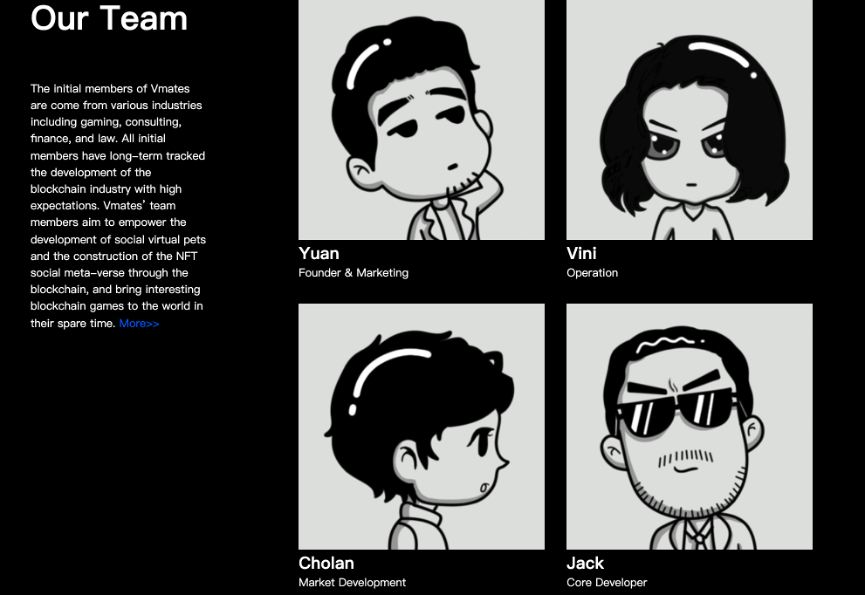 Our Team
The initial members of Vmates
are come from various industries
including gaming, consulting,
finance, and law. All initial
members have long-term tracked
the development of the
blockchain industry with high
expectations. Vmates' team
members aim to empower the
development of social virtual pets
and the construction of the NFT
social meta-verse through the
blockchain, and bring interesting
blockchain games to the world in
their spare time. More>>
Yuan
Founder & Marketing
Vini
Operation
Cholan
Market Development
Jack
Core Developer